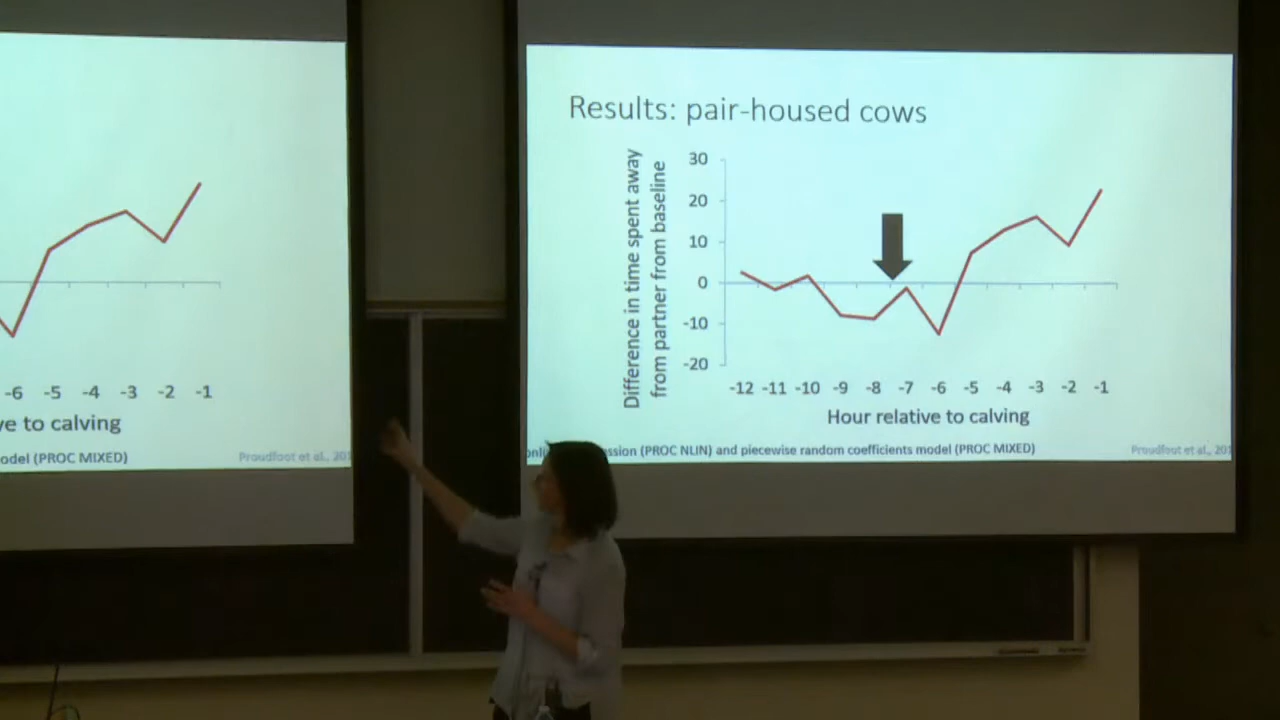 -6 -5 -4 -3 -2 -1
ve to calving
odel (PROC MIXED)
Proudfoot et al., 201
Results: pair-housed cows
Difference in time spent away
from partner from baseline
30
20
10
0
-10
-20
-12 -11 -10 -9 -8 -7 -6 -5 -4 -3 -2 -1
Hour relative to calving
ssion (PROC NLIN) and piecewise random coefficients model (PROC MIXED)
Proudfoot et al., 201